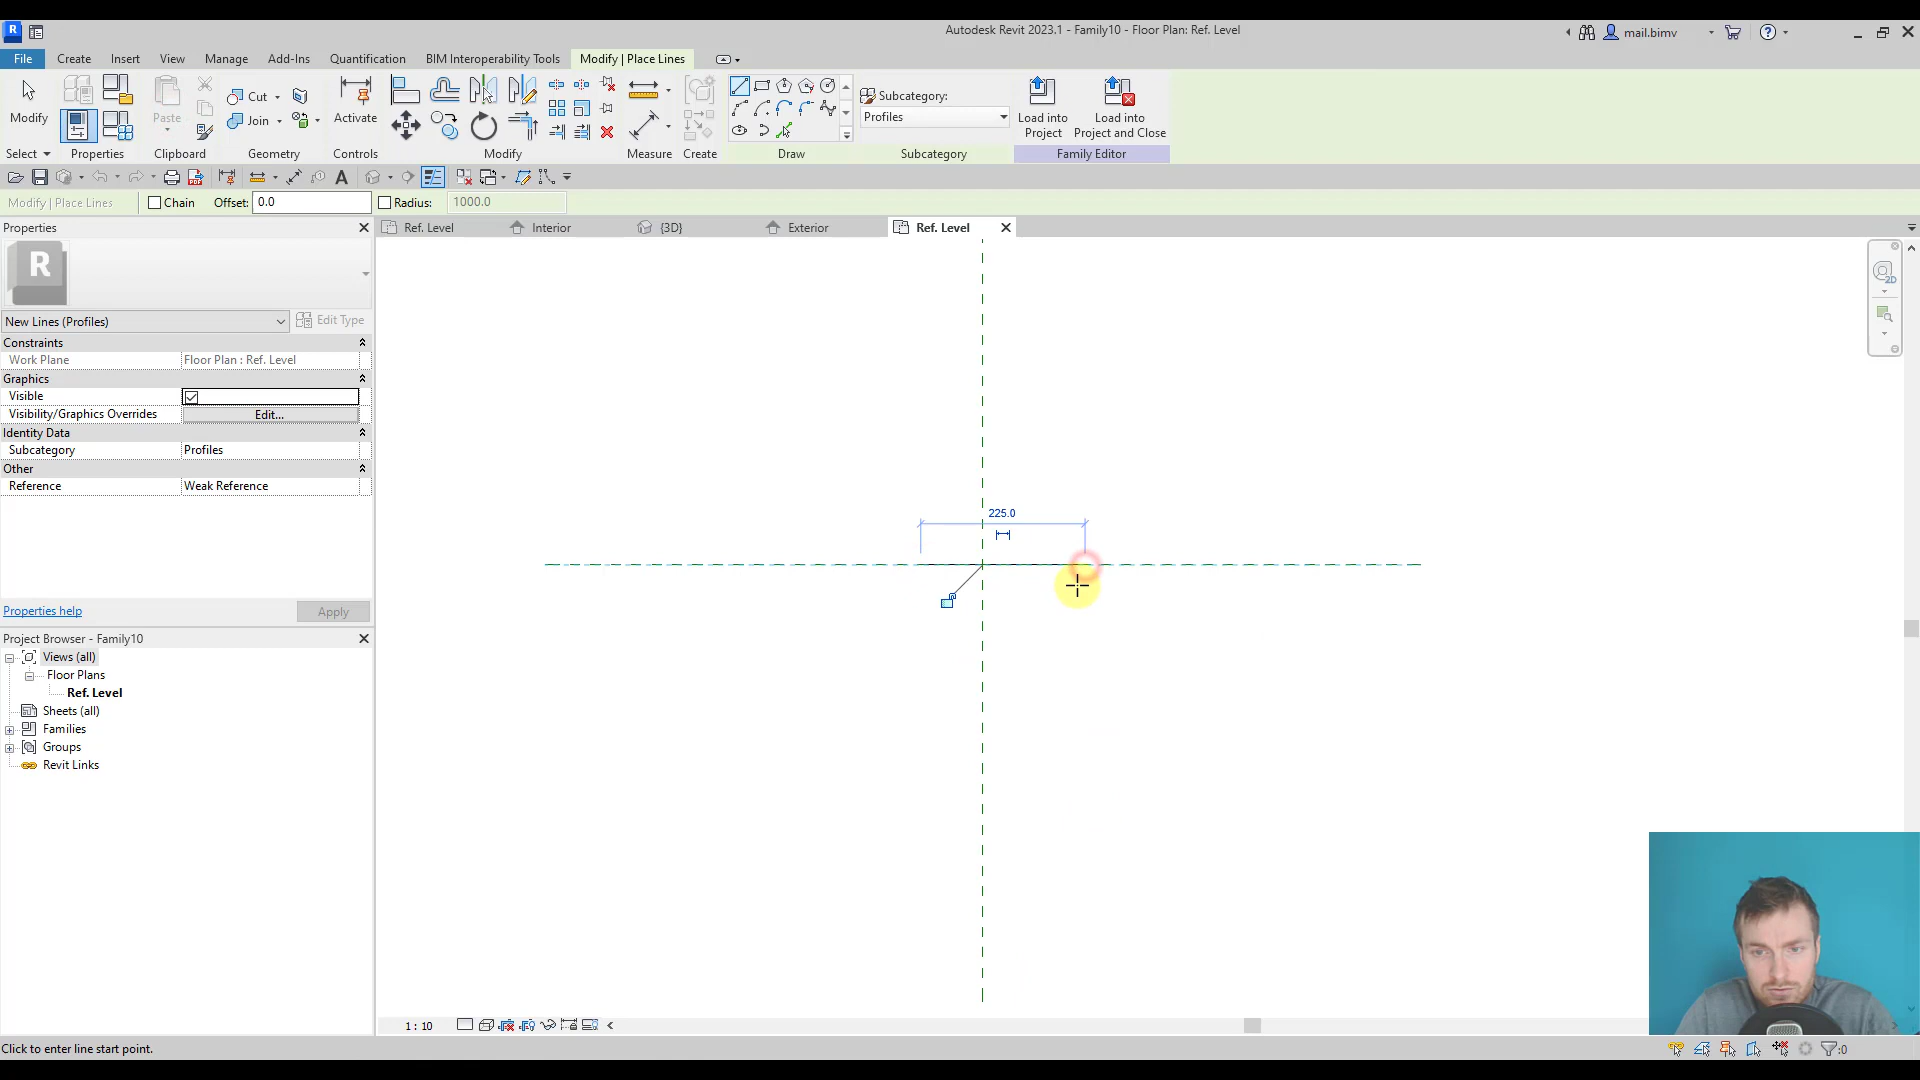 Autodesk Revit 2023.1 - Family10 - Floor Plan: Ref. Level
mail.bimv
File Create Insert View Manage Add-Ins Quantification BIM Interoperability Tools Modify | Place Lines
Modify
Paste
Cut
Join
Activate
Subcategory:
Profiles
Load into Project
Load into Project and Close
Select Properties Clipboard Geometry Controls Modify Measure Create Draw Subcategory Family Editor
Modify | Place Lines Chain Offset: 0.0 Radius: 1000.0
Properties
Ref. Level Interior {3D} Exterior Ref. Level
R
New Lines (Profiles) Edit Type
Constraints
Work Plane Floor Plan : Ref. Level
Graphics
Visible
Visibility/Graphics Overrides Edit...
Identity Data
Subcategory Profiles
Other
Reference Weak Reference
225.0
Properties help Apply
Project Browser - Family10
Views (all)
Floor Plans
Ref. Level
Sheets (all)
Families
Groups
Revit Links
1 : 10
Click to enter line start point.
:0